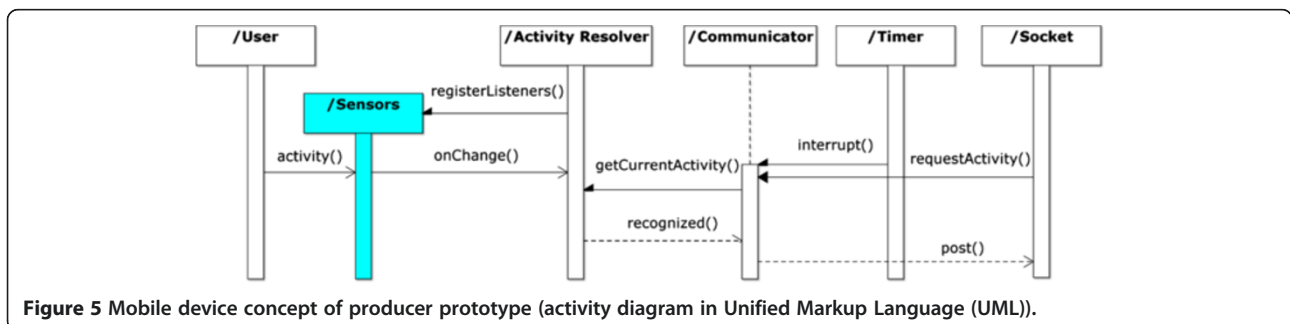 /User
/Activity Resolver
/Communicator
/Timer
/Socket
registerListeners()
/Sensors
interrupt()
activity()
onChange()
getCurrentActivity()
requestActivity()
recognized()
post()
Figure 5 Mobile device concept of producer prototype (activity diagram in Unified Markup Language (UML)).